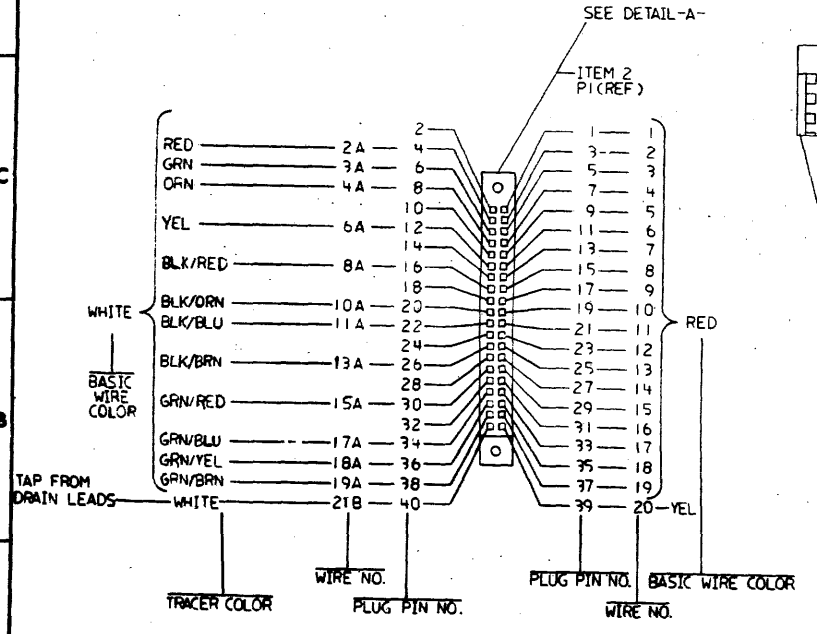 SEE DETAIL-A-
ITEM 2
P1(REF)
2 1 1
RED 2A 4 3 2
GRN 3A 6 5 3
ORN 4A 8 7 4
10 9 5
YEL 6A 12 11 6
14 13 7
BLK/RED 8A 16 15 8
18 17 9
BLK/ORN 10A 20 19 10
BLK/BLU 11A 22 21 11
24 23 12
BLK/BRN 13A 26 25 13
28 27 14
GRN/RED 15A 30 29 15
32 31 16
GRN/BLU 17A 34 33 17
GRN/YEL 18A 36 35 18
GRN/BRN 19A 38 37 19
WHITE 21B 40 39 20-YEL
WHITE
RED
BASIC
WIRE
COLOR
TAP FROM
DRAIN LEADS
WIRE NO.
TRACER COLOR
PLUG PIN NO.
PLUG PIN NO.
BASIC WIRE COLOR
WIRE NO.
C
B